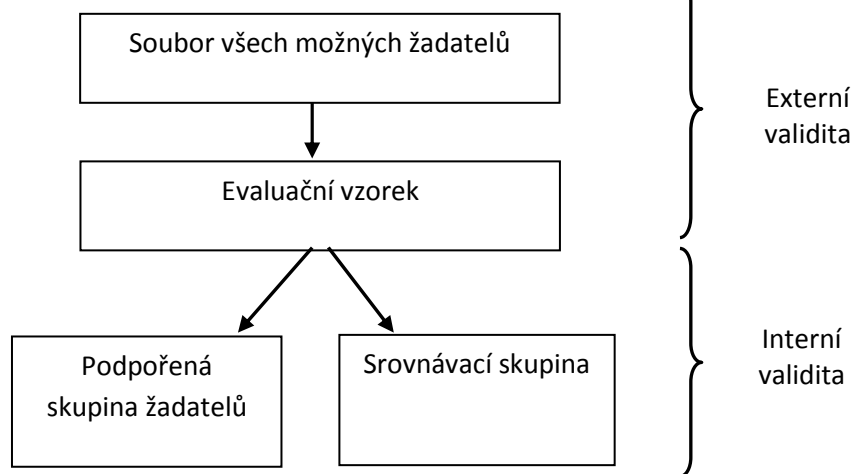 Soubor všech možných žadatelů
Externí
validita
Evaluační vzorek
Podpořená
skupina žadatelů
Srovnávací skupina
Interní
validita